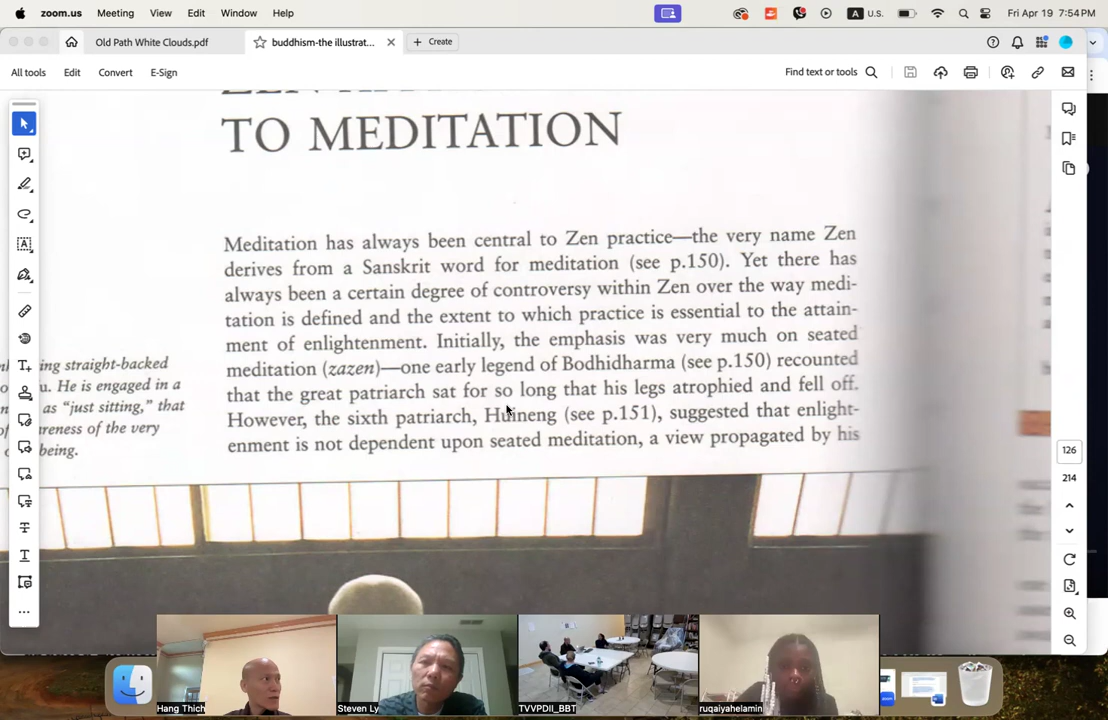 zoom.us Meeting View Edit Window Help
A U.S. Fri Apr 19 7:54 PM
Old Path White Clouds.pdf
buddhism-the illustrat...
Create
All tools Edit Convert E-Sign
Find text or tools
TO MEDITATION
Meditation has always been central to Zen practice—the very name Zen
derives from a Sanskrit word for meditation (see p.150). Yet there has
always been a certain degree of controversy within Zen over the way medi-
tation is defined and the extent to which practice is essential to the attain-
ment of enlightenment. Initially, the emphasis was very much on seated
meditation (zazen)—one early legend of Bodhidharma (see p.150) recounted
that the great patriarch sat for so long that his legs atrophied and fell off.
However, the sixth patriarch, Huineng (see p.151), suggested that enlight-
enment is not dependent upon seated meditation, a view propagated by his
ing straight-backed
u. He is engaged in a
as “just sitting,” that
reness of the very
being.
126
214
Hang Thich
Steven Ly
TVVPDII_BBT
ruqaiyahelamin